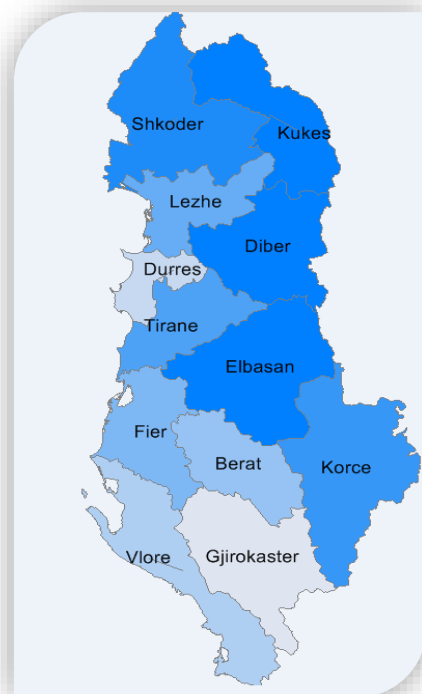 Shkoder
Kukes
Lezhe
Diber
Durres
Tirane
Elbasan
Fier
Berat
Korce
Vlore
Gjirokaster